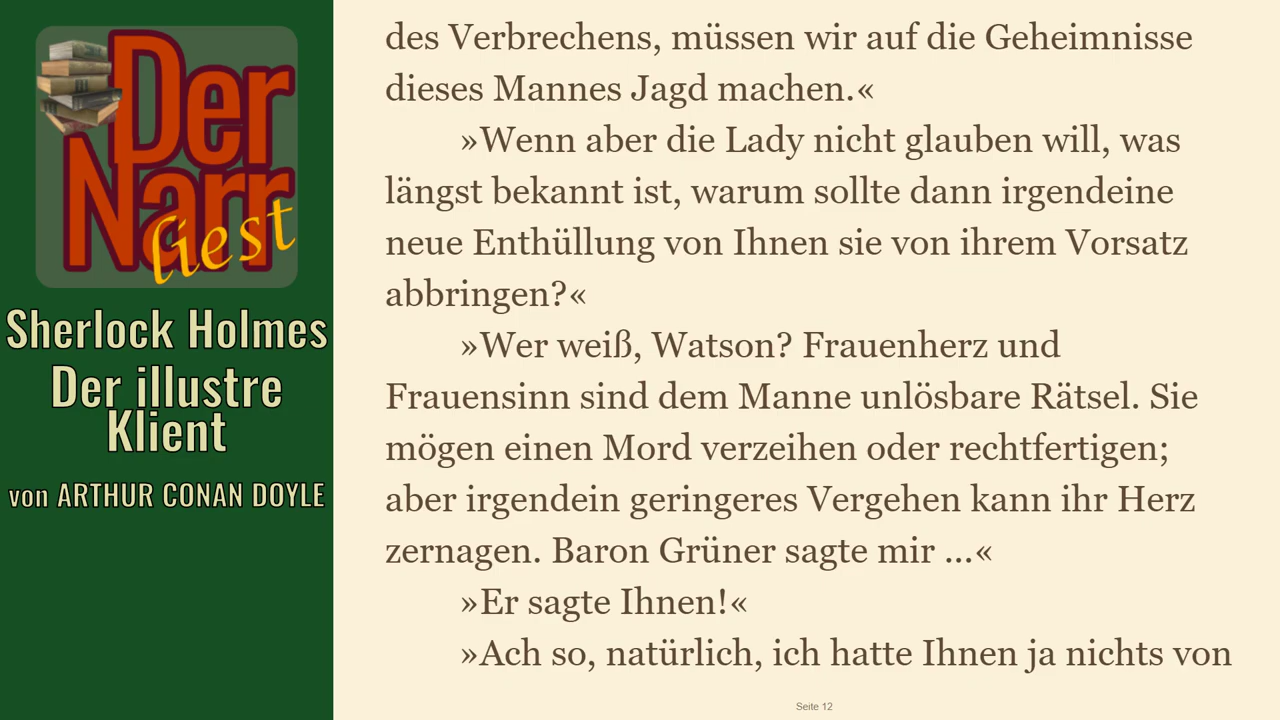 Der
Narr
liest
Sherlock Holmes
Der illustre
Klient
von ARTHUR CONAN DOYLE
des Verbrechens, müssen wir auf die Geheimnisse
dieses Mannes Jagd machen.«
»Wenn aber die Lady nicht glauben will, was
längst bekannt ist, warum sollte dann irgendeine
neue Enthüllung von Ihnen sie von ihrem Vorsatz
abbringen?«
»Wer weiß, Watson? Frauenherz und
Frauensinn sind dem Manne unlösbare Rätsel. Sie
mögen einen Mord verzeihen oder rechtfertigen;
aber irgendein geringeres Vergehen kann ihr Herz
zernagen. Baron Grüner sagte mir ...«
»Er sagte Ihnen!«
»Ach so, natürlich, ich hatte Ihnen ja nichts von
Seite 12